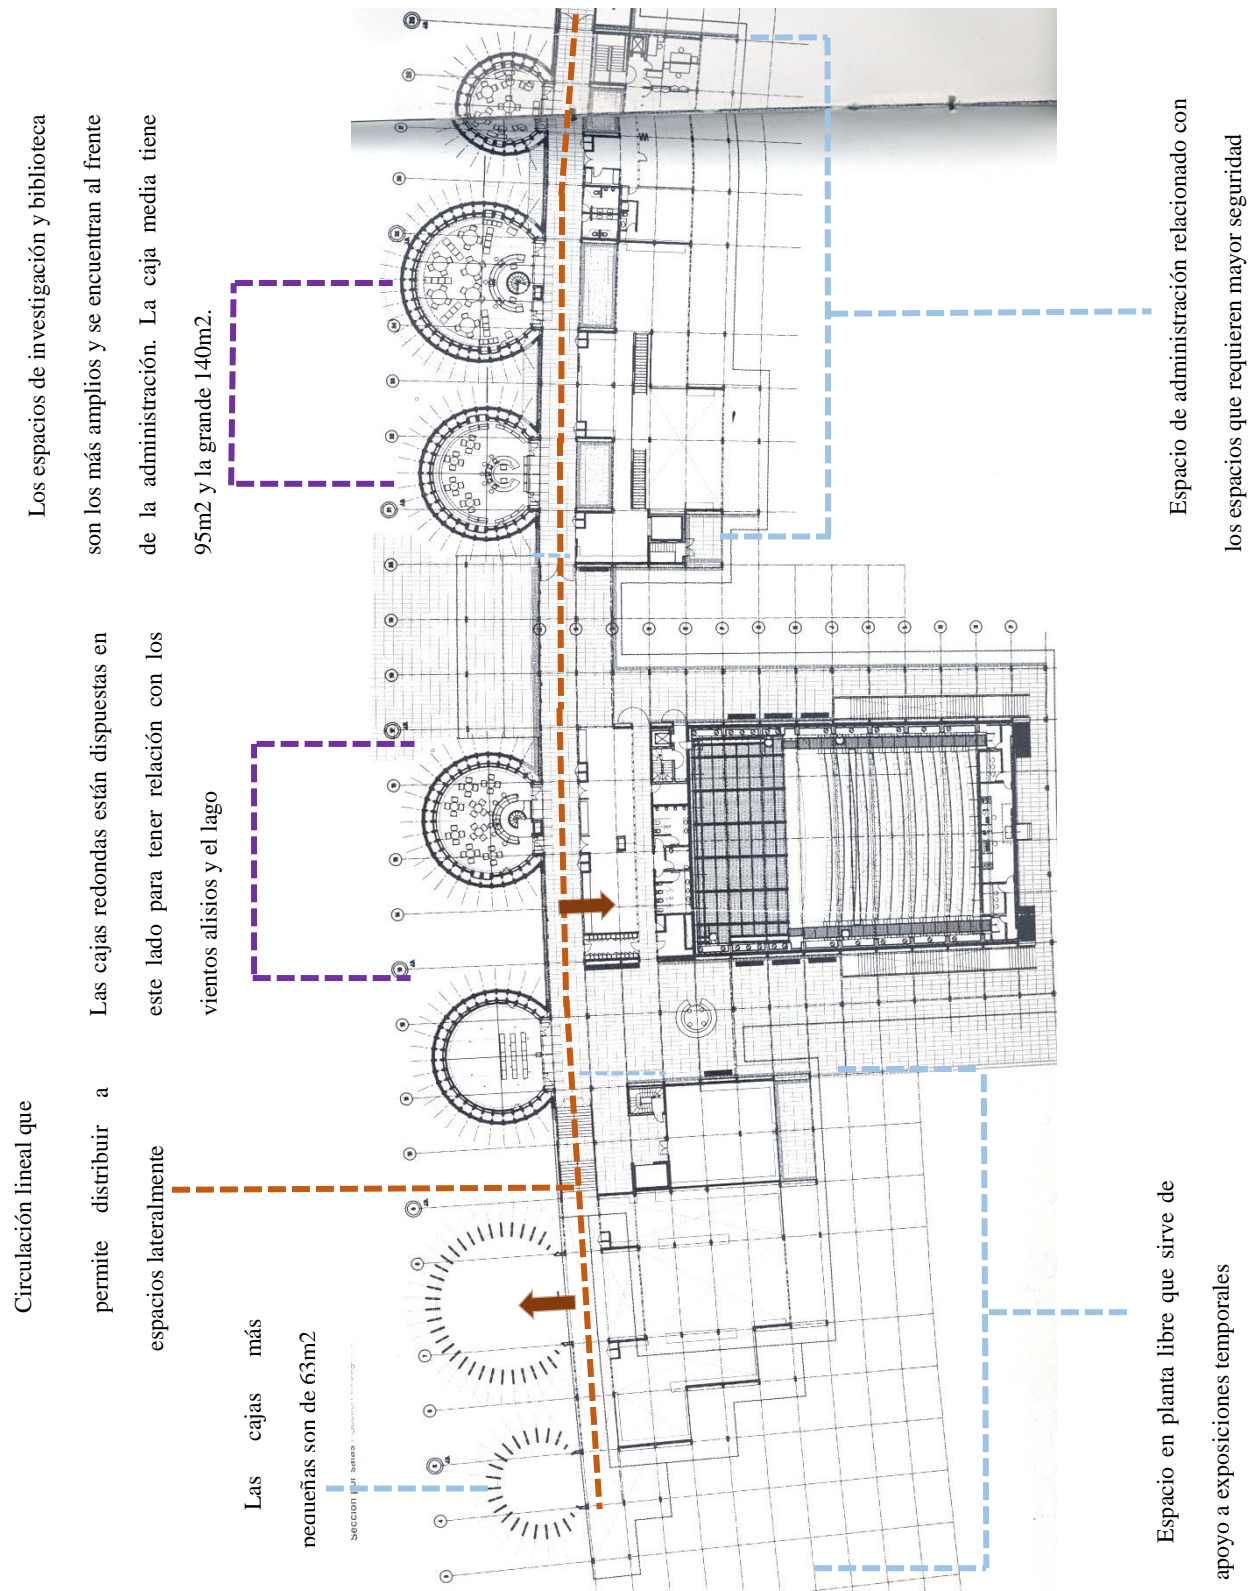 Circulación lineal que
permite distribuir a
espacios lateralmente
Las cajas más
pequeñas son de 63m2
Las cajas redondas están dispuestas en
este lado para tener relación con los
vientos alisios y el lago
Los espacios de investigación y biblioteca
son los más amplios y se encuentran al frente
de la administración. La caja media tiene
95m2 y la grande 140m2.
Espacio en planta libre que sirve de
apoyo a exposiciones temporales
Espacio de administración relacionado con
los espacios que requieren mayor seguridad